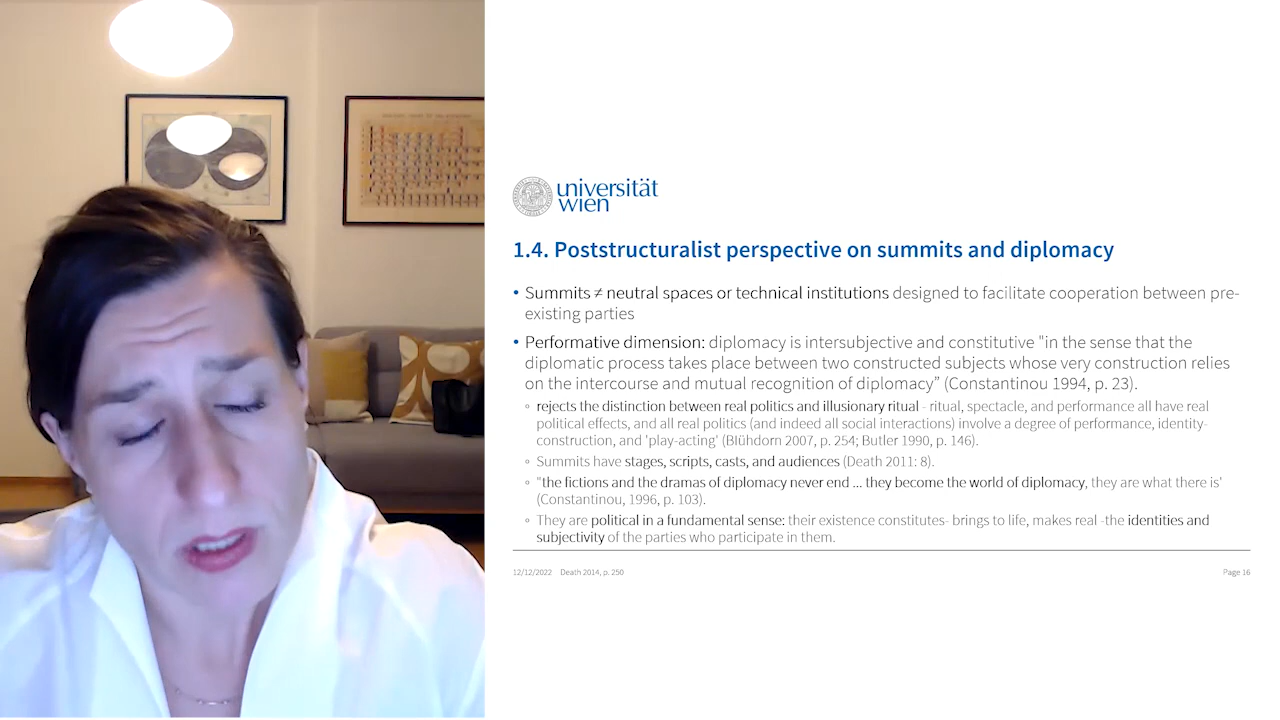 universität
wien
1.4. Poststructuralist perspective on summits and diplomacy
• Summits ≠ neutral spaces or technical institutions designed to facilitate cooperation between pre-
existing parties
• Performative dimension: diplomacy is intersubjective and constitutive "in the sense that the
diplomatic process takes place between two constructed subjects whose very construction relies
on the intercourse and mutual recognition of diplomacy” (Constantinou 1994, p. 23).
◦ rejects the distinction between real politics and illusionary ritual - ritual, spectacle, and performance all have real
political effects, and all real politics (and indeed all social interactions) involve a degree of performance, identity-
construction, and 'play-acting' (Blühdorn 2007, p. 254; Butler 1990, p. 146).
◦ Summits have stages, scripts, casts, and audiences (Death 2011: 8).
◦ "the fictions and the dramas of diplomacy never end ... they become the world of diplomacy, they are what there is'
(Constantinou, 1996, p. 103).
◦ They are political in a fundamental sense: their existence constitutes- brings to life, makes real -the identities and
subjectivity of the parties who participate in them.
12/12/2022 Death 2014, p. 250
Page 16